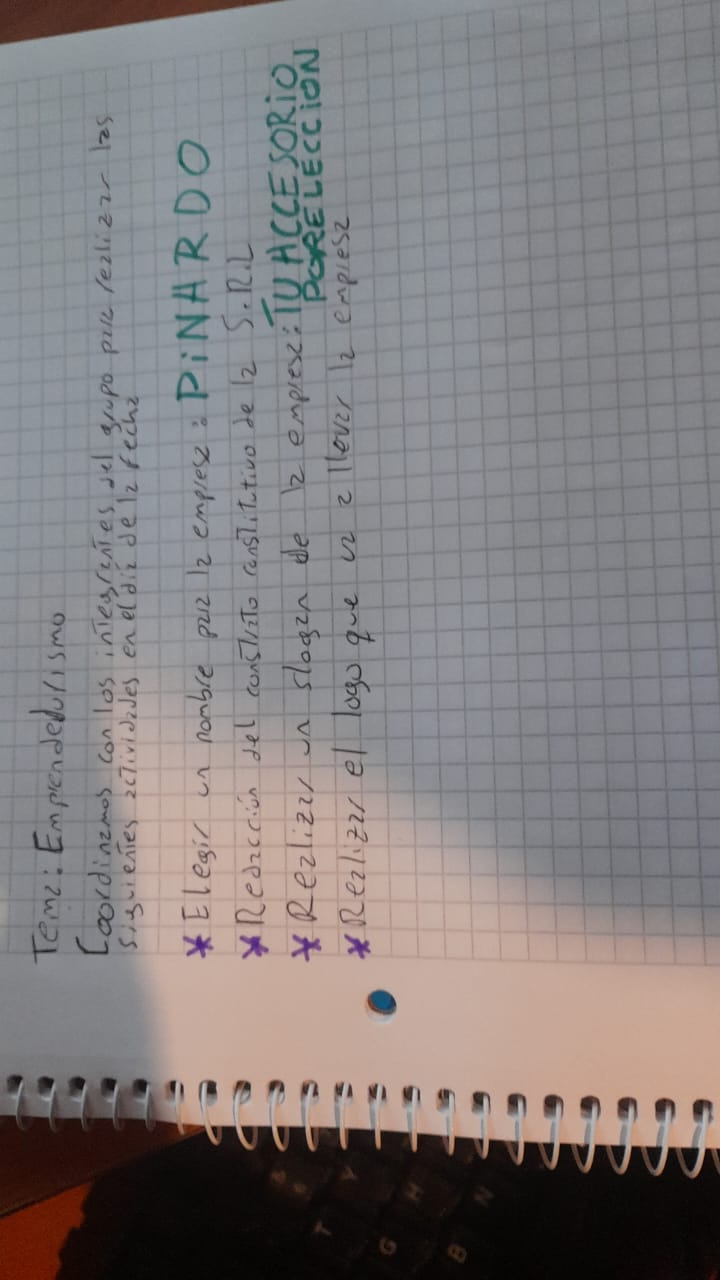 Tema: Emprendedurismo
Coordinamos con los integrantes del grupo para realizar las
siguientes actividades en el día de la fecha
* Elegir un nombre para la empresa: PiNARDO
* Redacción del contrato constitutivo de la S.R.L
* Realizar un slogan de la empresa: TU ACCESORiO
POR ELECCIÓN
* Realizar el logo que va a llevar la empresa
T Y
G H
B N